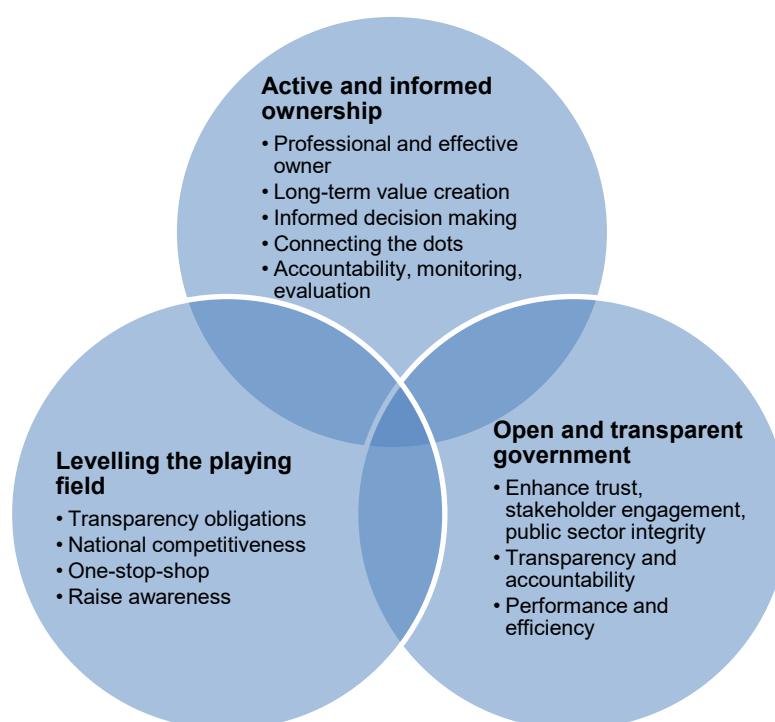 Active and informed
ownership
• Professional and effective
owner
• Long-term value creation
• Informed decision making
• Connecting the dots
• Accountability, monitoring,
evaluation
Levelling the playing
field
• Transparency obligations
• National competitiveness
• One-stop-shop
• Raise awareness
Open and transparent
government
• Enhance trust,
stakeholder engagement,
public sector integrity
• Transparency and
accountability
• Performance and
efficiency